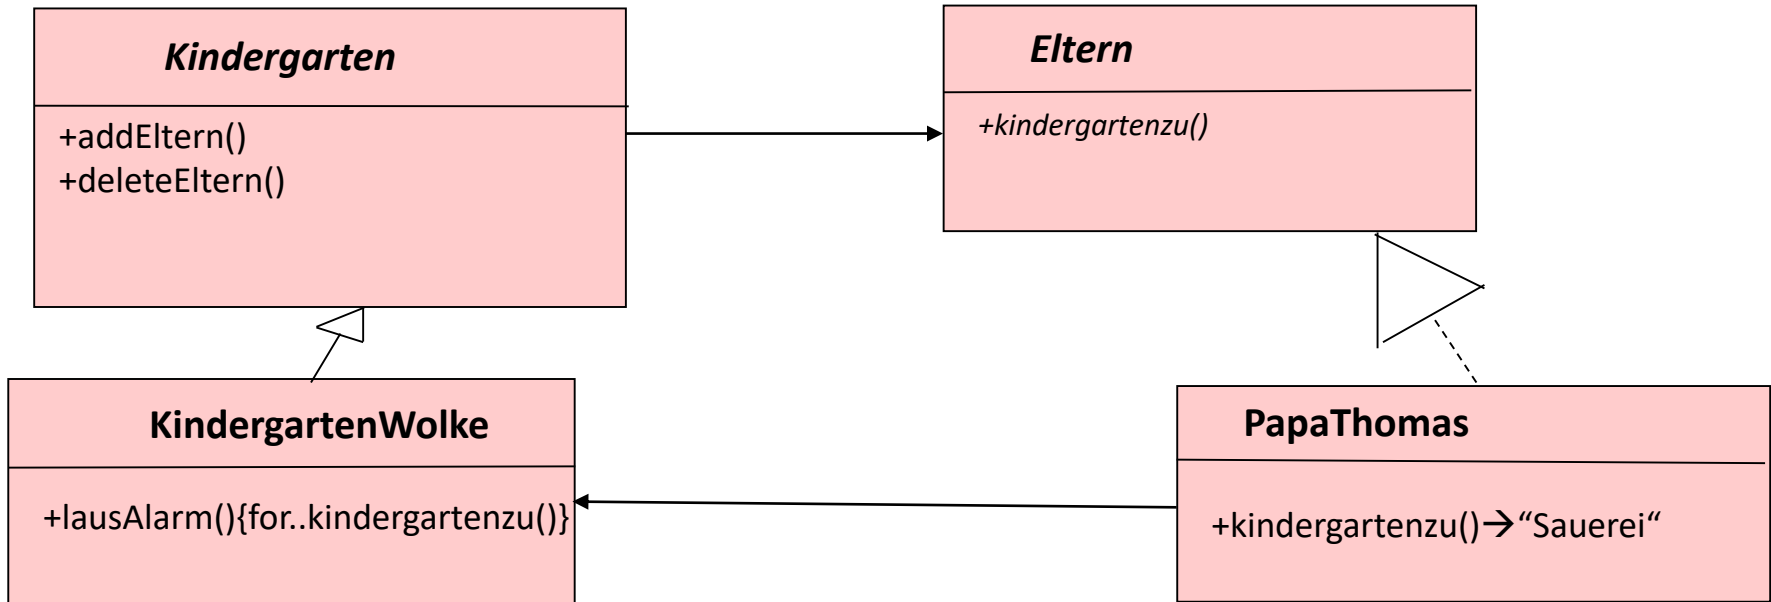 Kindergarten
+addEltern()
+deleteEltern()
Eltern
+kindergartenzu()
KindergartenWolke
+lausAlarm(){for..kindergartenzu()}
PapaThomas
+kindergartenzu()→“Sauerei“